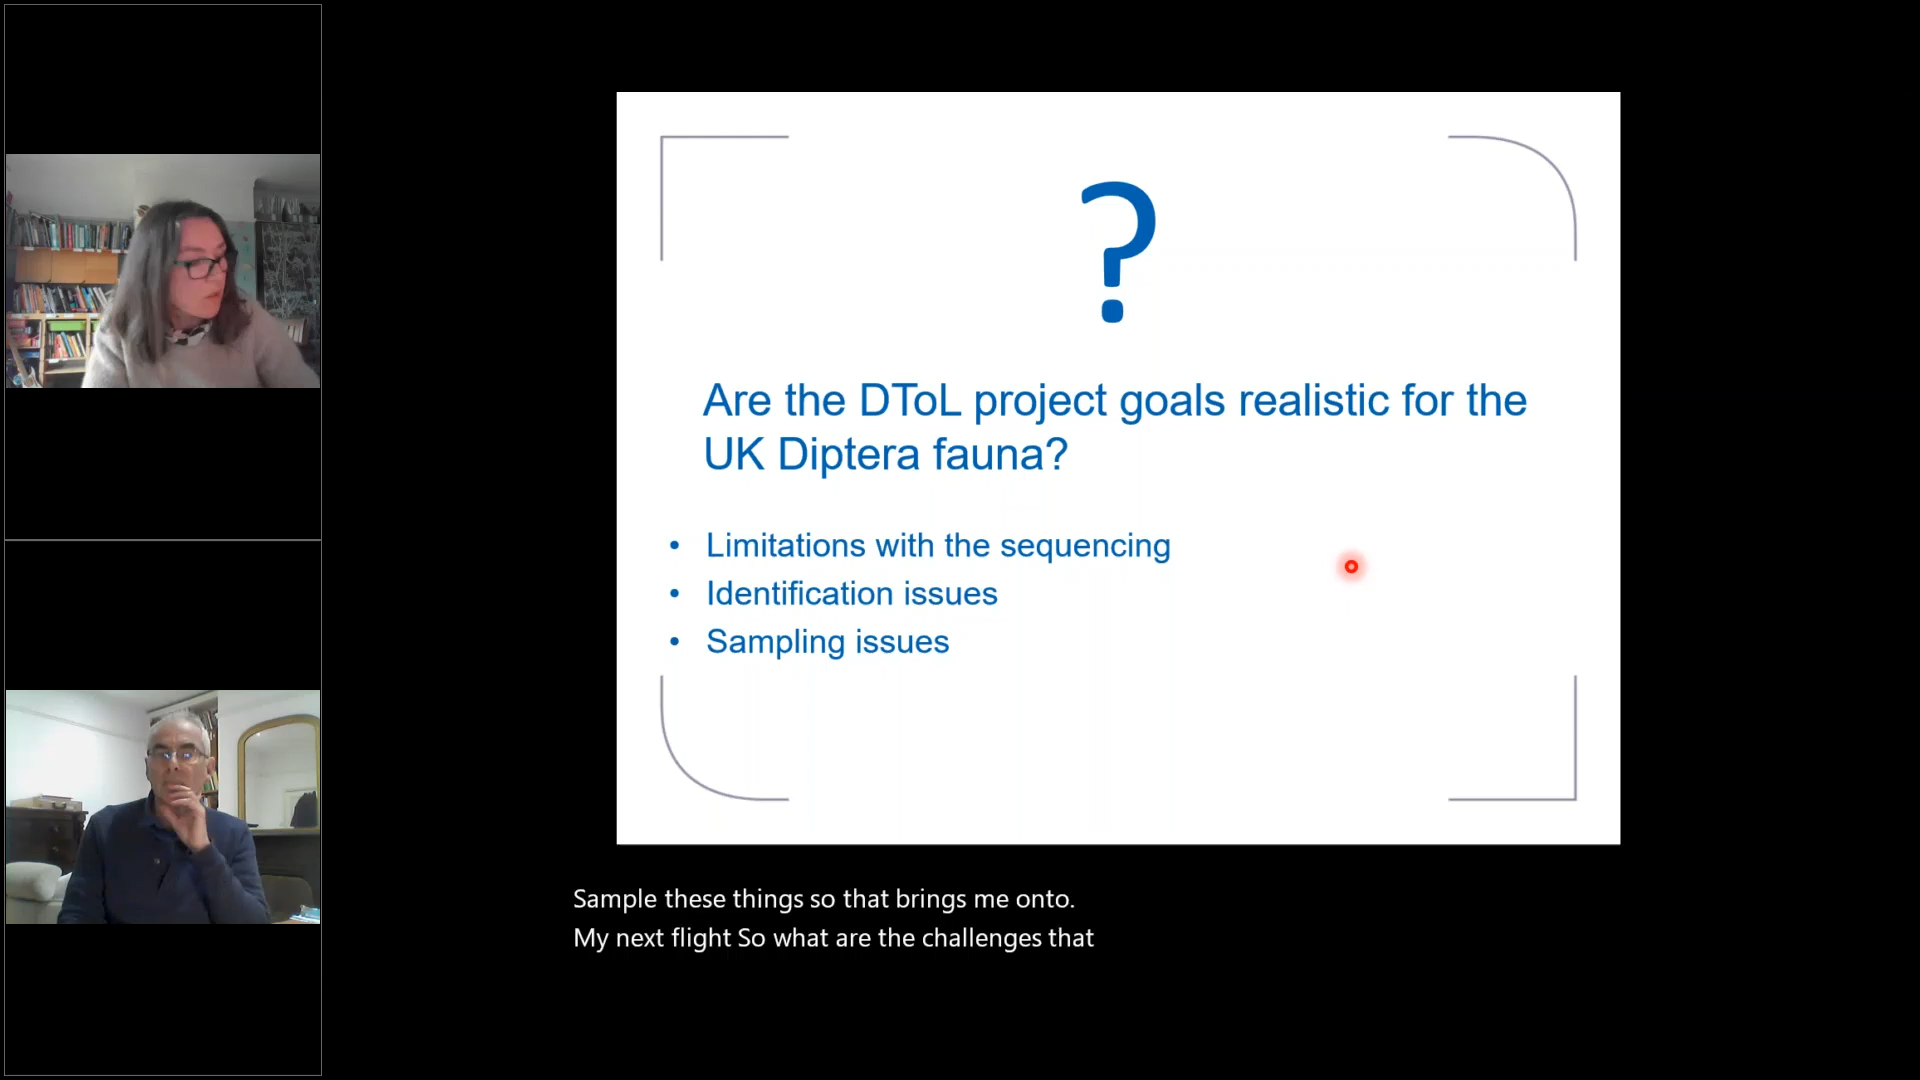 ?
Are the DToL project goals realistic for the
UK Diptera fauna?
• Limitations with the sequencing
• Identification issues
• Sampling issues
Sample these things so that brings me onto.
My next flight So what are the challenges that